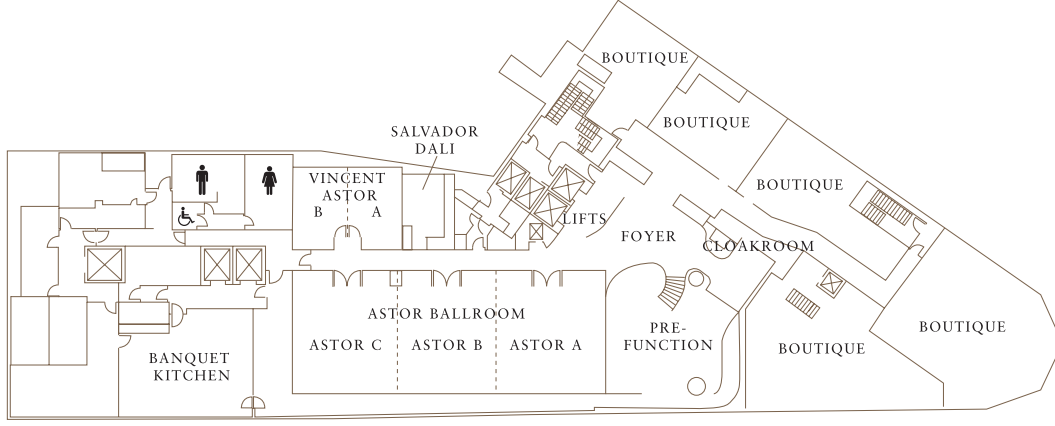 BOUTIQUE
BOUTIQUE
SALVADOR
DALI
VINCENT
ASTOR
B A
BOUTIQUE
LIFTS
FOYER
CLOAKROOM
ASTOR BALLROOM
ASTOR C
ASTOR B
ASTOR A
PRE-
FUNCTION
BOUTIQUE
BOUTIQUE
BANQUET
KITCHEN